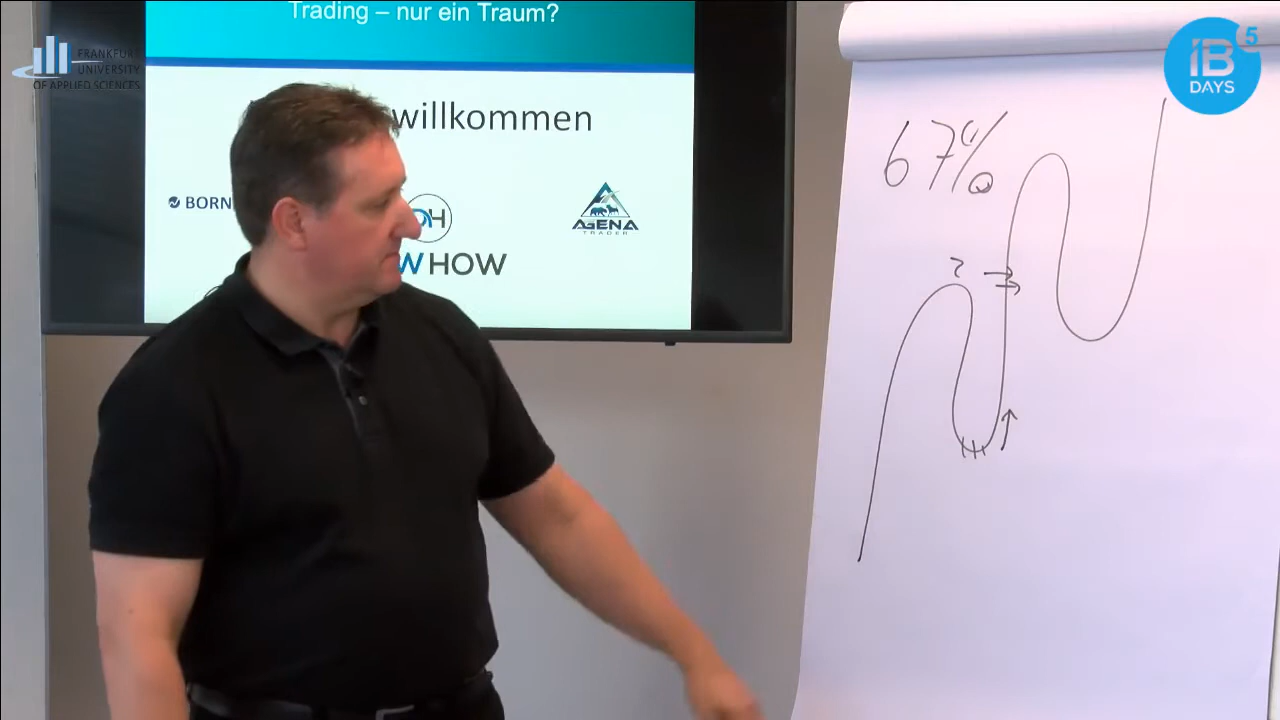 Trading – nur ein Traum?
FRANKFURT
UNIVERSITY
OF APPLIED SCIENCES
IB 5
DAYS
willkommen
67%
BORN
AGENA
TRADER
HOW